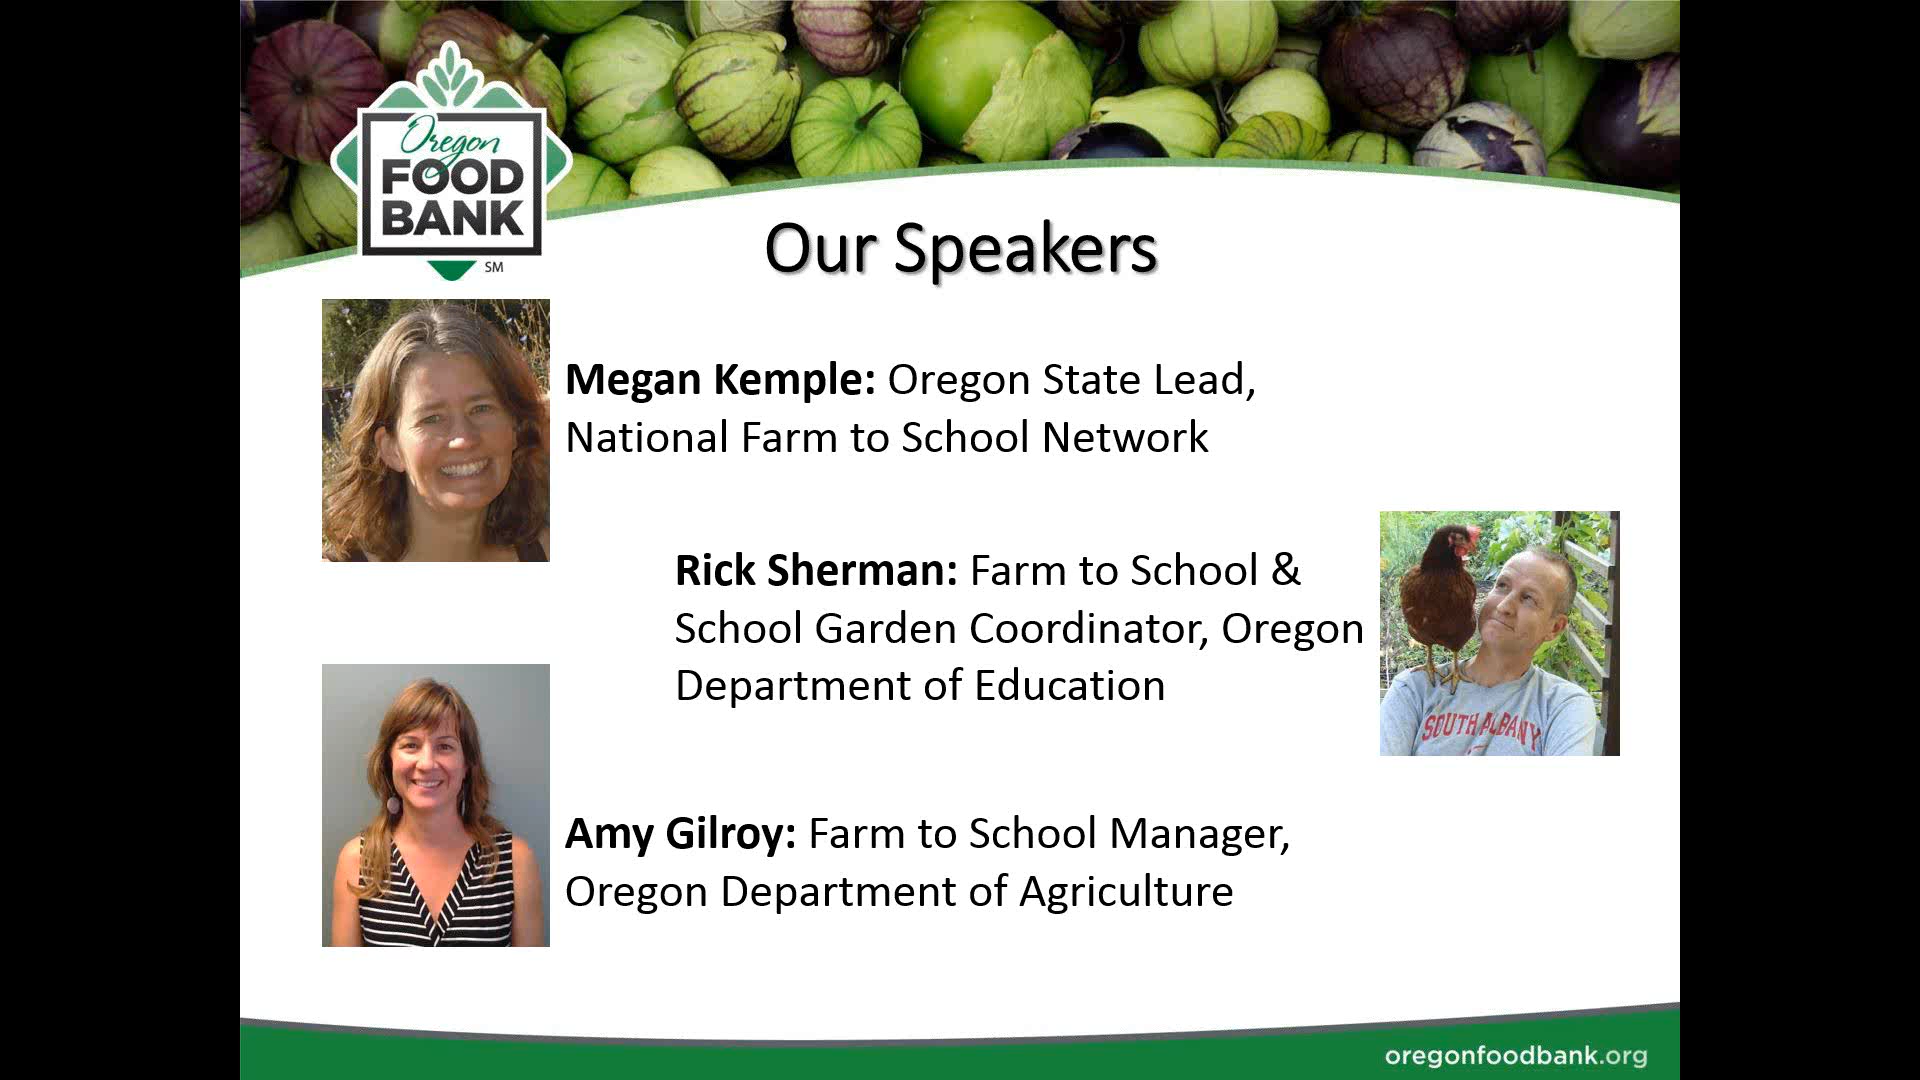 Oregon
FOOD
BANK
SM
Our Speakers
Megan Kemple: Oregon State Lead,
National Farm to School Network
Rick Sherman: Farm to School &
School Garden Coordinator, Oregon
Department of Education
SOUTH ALBANY
Amy Gilroy: Farm to School Manager,
Oregon Department of Agriculture
oregonfoodbank.org